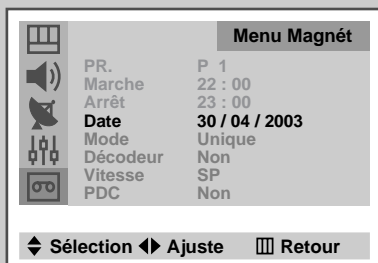 Menu Magnét
PR. P 1
Marche 22 : 00
Arrêt 23 : 00
Date 30 / 04 / 2003
Mode Unique
Décodeur Non
Vitesse SP
PDC Non
Sélection Ajuste Retour